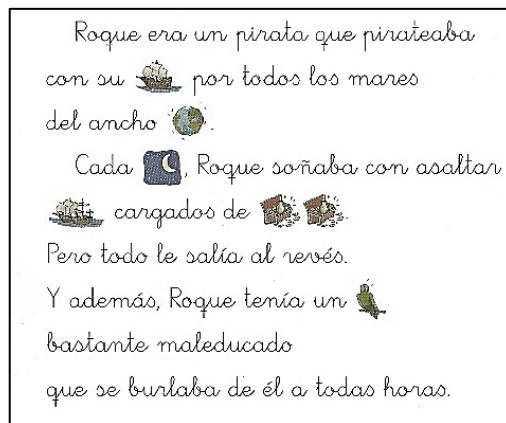 Roque era un pirata que pirateaba
con su por todos los mares
del ancho .
Cada , Roque soñaba con asaltar
cargados de .
Pero todo le salía al revés.
Y además, Roque tenía un
bastante maleducado
que se burlaba de él a todas horas.